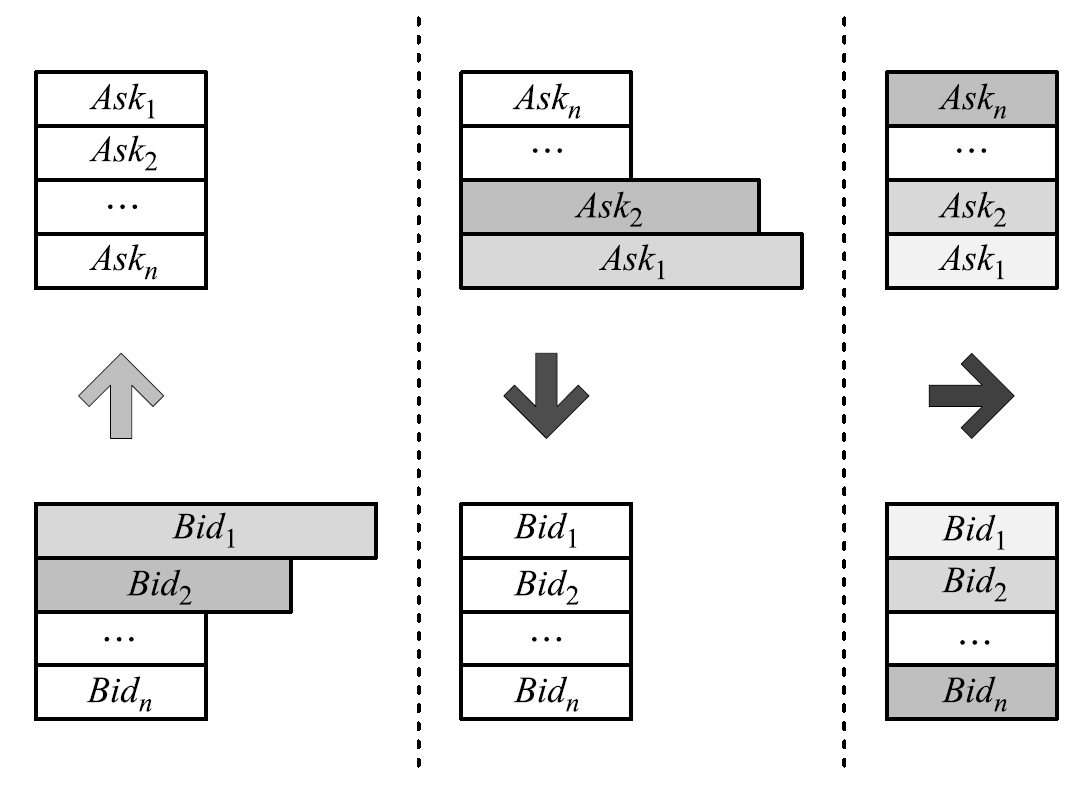 Ask₁
Ask₂
...
Askₙ
Bid₁
Bid₂
...
Bidₙ
Askₙ
...
Ask₂
Ask₁
Bid₁
Bid₂
...
Bidₙ
Askₙ
...
Ask₂
Ask₁
Bid₁
Bid₂
...
Bidₙ